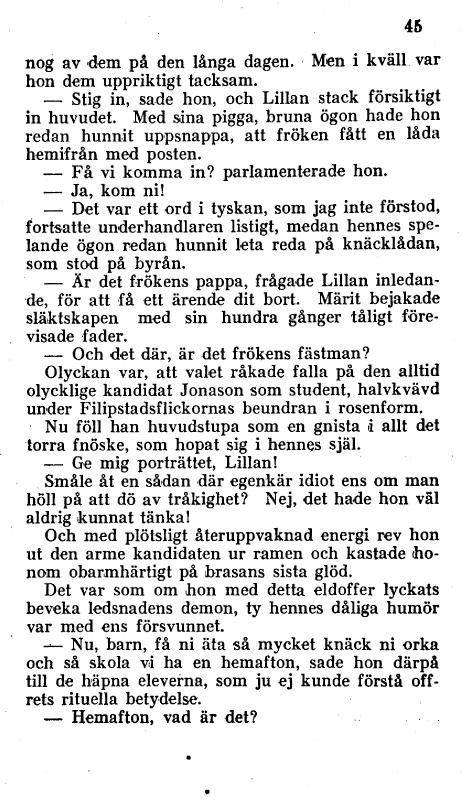 45
nog av dem på den långa dagen. Men i kväll var
hon dem uppriktigt tacksam.
— Stig in, sade hon, och Lillan stack försiktigt
in huvudet. Med sina pigga, bruna ögon hade hon
redan hunnit uppsnappa, att fröken fått en låda
hemifrån med posten.
— Få vi komma in? parlamenterade hon.
— Ja, kom ni!
— Det var ett ord i tyskan, som jag inte förstod,
fortsatte underhandlaren listigt, medan hennes spe-
lande ögon redan hunnit leta reda på knäcklådan,
som stod på byrån.
— Är det frökens pappa, frågade Lillan inledan-
de, för att få ett ärende dit bort. Märit bejakade
släktskapen med sin hundra gånger tåligt före-
visade fader.
— Och det där, är det frökens fästman?
Olyckan var, att valet råkade falla på den alltid
olycklige kandidat Jonason som student, halvkvävd
under Filipstadsflickornas beundran i rosenform.
Nu föll han huvudstupa som en gnista i allt det
torra fnöske, som hopat sig i hennes själ.
— Ge mig porträttet, Lillan!
Småle åt en sådan där egenkär idiot ens om man
höll på att dö av tråkighet? Nej, det hade hon väl
aldrig kunnat tänka!
Och med plötsligt återuppvaknad energi rev hon
ut den arme kandidaten ur ramen och kastade ho-
nom obarmhärtigt på brasans sista glöd.
Det var som om hon med detta eldoffer lyckats
beveka ledsnadens demon, ty hennes dåliga humör
var med ens försvunnet.
— Nu, barn, få ni äta så mycket knäck ni orka
och så skola vi ha en hemafton, sade hon därpå
till de häpna eleverna, som ju ej kunde förstå off-
rets rituella betydelse.
— Hemafton, vad är det?